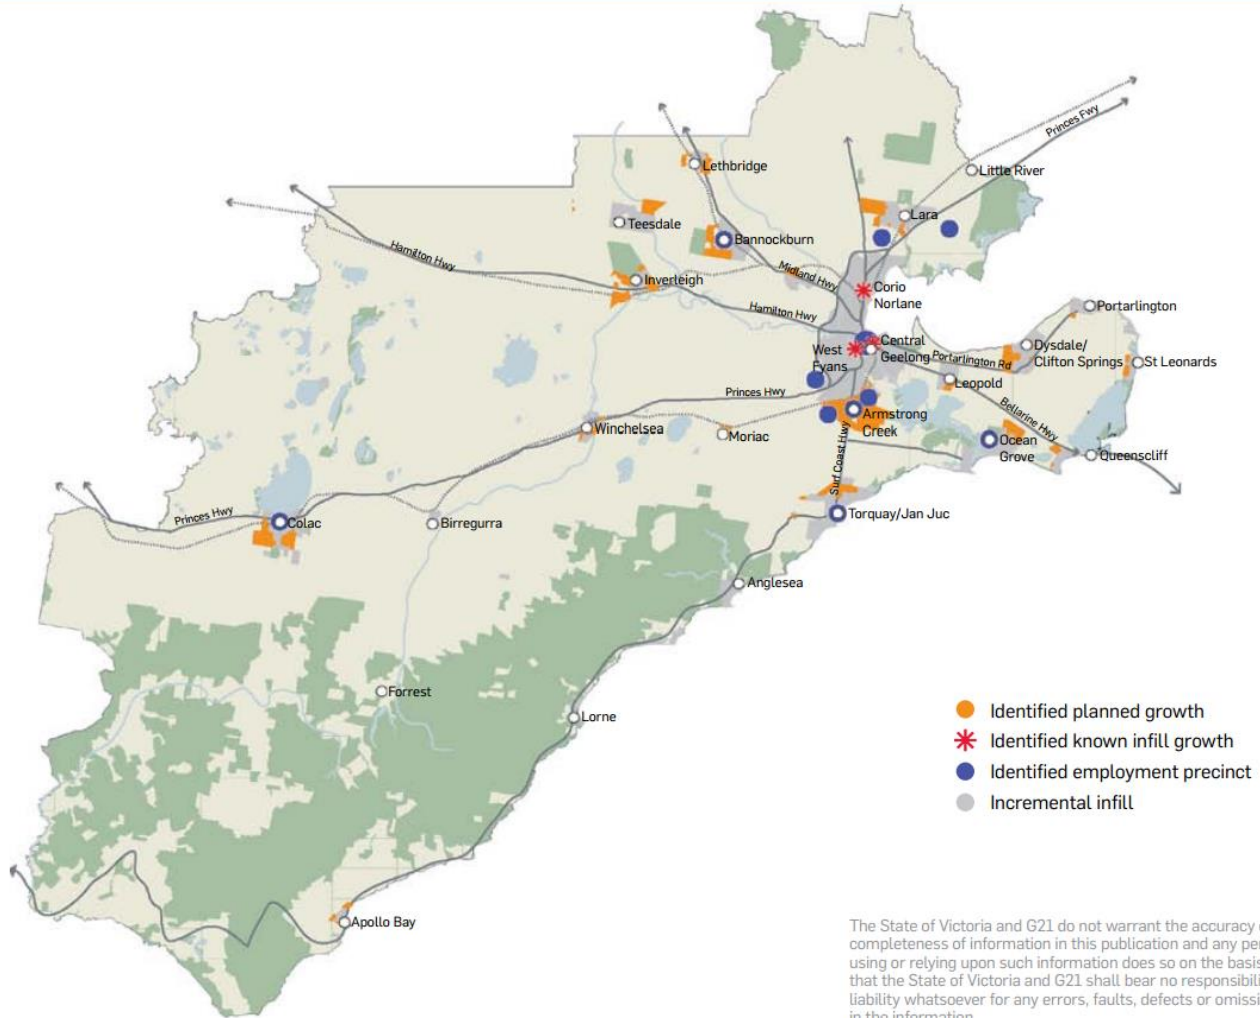 Princes Fwy
Little River
Lethbridge
Lara
Teesdale
Bannockburn
Hamilton Hwy
Midland Hwy
Inverleigh
Corio
Norlane
Portarlington
Hamilton Hwy
Central
Geelong
West
Fyans
Portarlington Rd
Dysdale/
Clifton Springs
St Leonards
Leopold
Princes Hwy
Bellarine Hwy
Armstrong
Creek
Winchelsea
Moriac
Ocean
Grove
Queenscliff
Surf Coast Hwy
Princes Hwy
Colac
Birregurra
Torquay/Jan Juc
Anglesea
Forrest
Lorne
Apollo Bay
Identified planned growth
Identified known infill growth
Identified employment precinct
Incremental infill
The State of Victoria and G21 do not warrant the accuracy
completeness of information in this publication and any
using or relying upon such information does so on the basis
that the State of Victoria and G21 shall bear no
liability whatsoever for any errors, faults, defects or
in the information